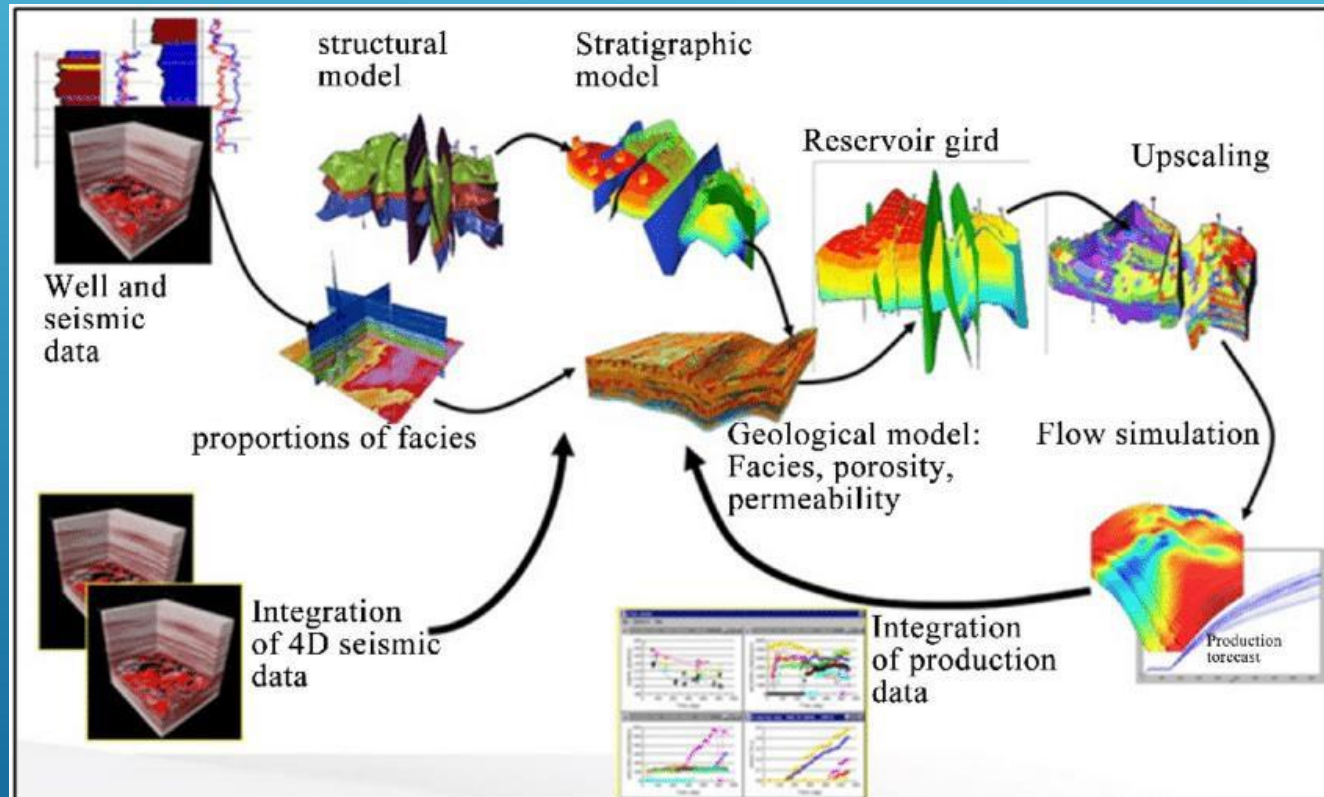 structural
model
Stratigraphic
model
Reservoir gird
Upscaling
Well and
seismic
data
proportions of facies
Geological model:
Facies, porosity,
permeability
Flow simulation
Integration
of 4D seismic
data
Integration
of production
data
Production
torecast